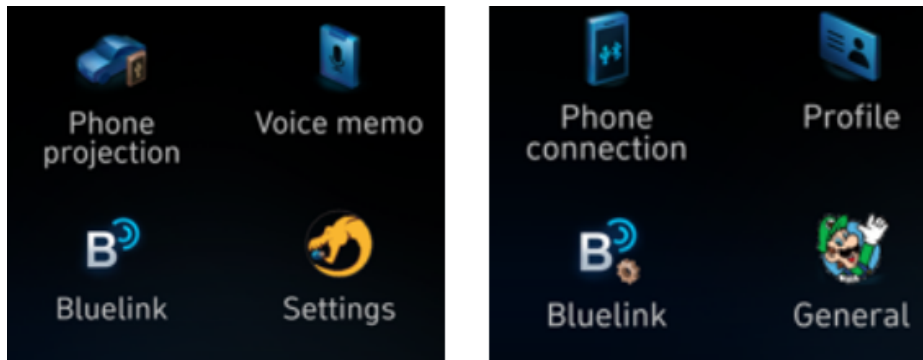 Phone
projection
Voice memo
B
Bluelink
Settings
Phone
connection
Profile
B
Bluelink
General